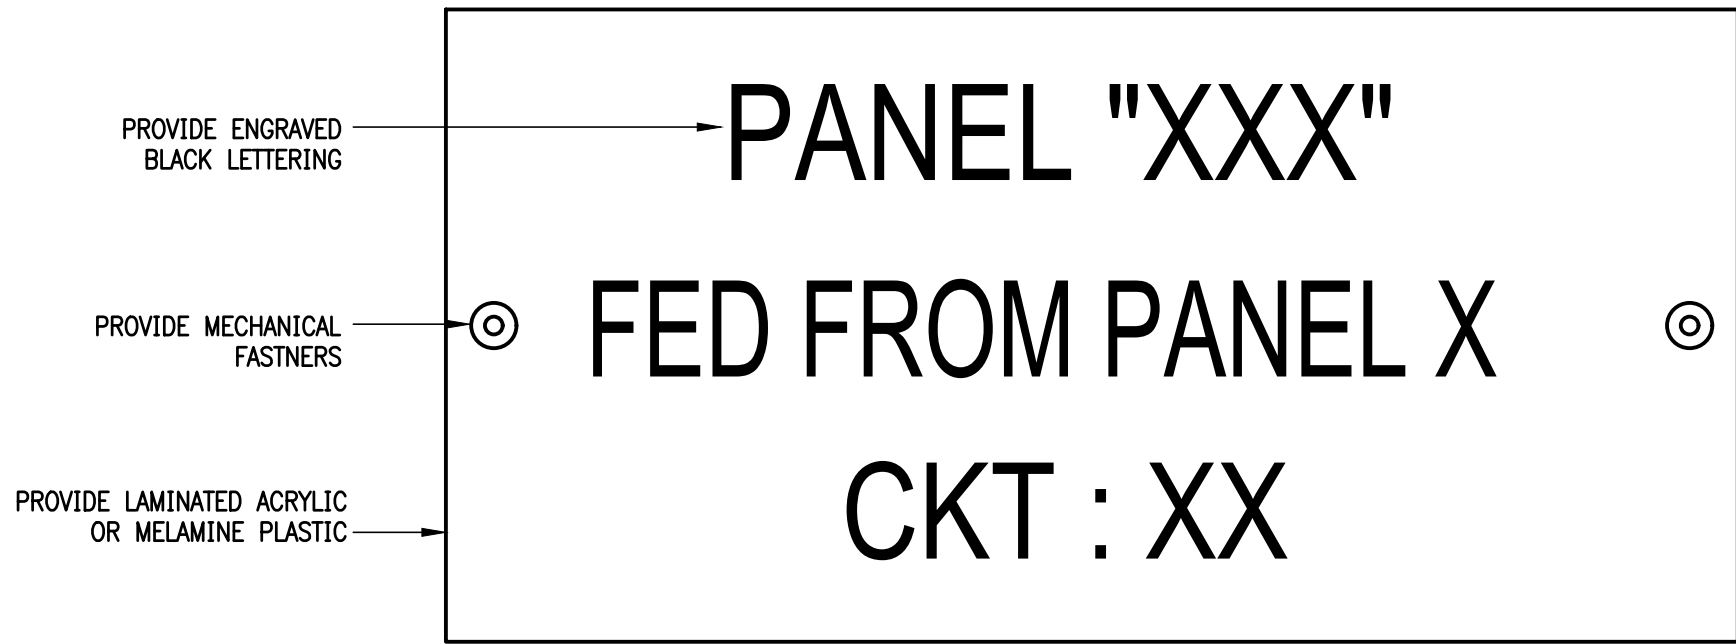 PROVIDE ENGRAVED
BLACK LETTERING
PANEL "XXX"
PROVIDE MECHANICAL
FASTNERS
FED FROM PANEL X
PROVIDE LAMINATED ACRYLIC
OR MELAMINE PLASTIC
CKT : XX